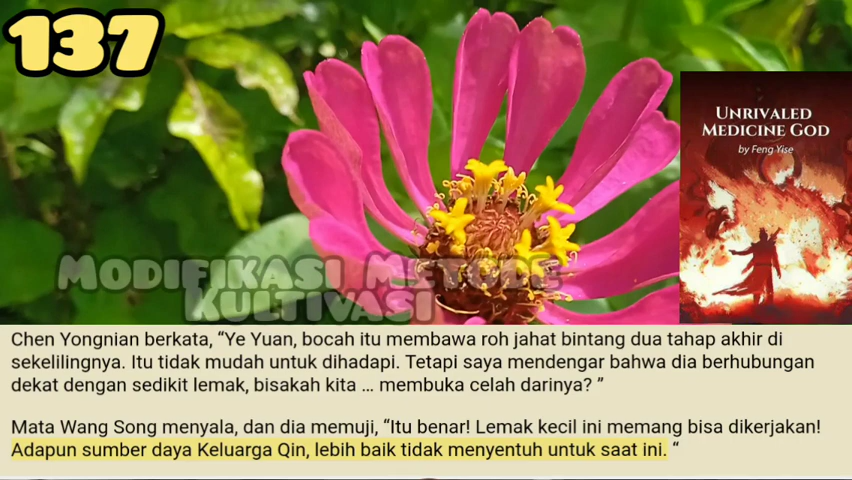 137
UNRIVALED
MEDICINE GOD
by Feng Yise
MODIFIKASI METODE
KULTIVASI
Chen Yongnian berkata, “Ye Yuan, bocah itu membawa roh jahat bintang dua tahap akhir di
sekelilingnya. Itu tidak mudah untuk dihadapi. Tetapi saya mendengar bahwa dia berhubungan
dekat dengan sedikit lemak, bisakah kita ... membuka celah darinya? ”
Mata Wang Song menyala, dan dia memuji, “Itu benar! Lemak kecil ini memang bisa dikerjakan!
Adapun sumber daya Keluarga Qin, lebih baik tidak menyentuh untuk saat ini. “